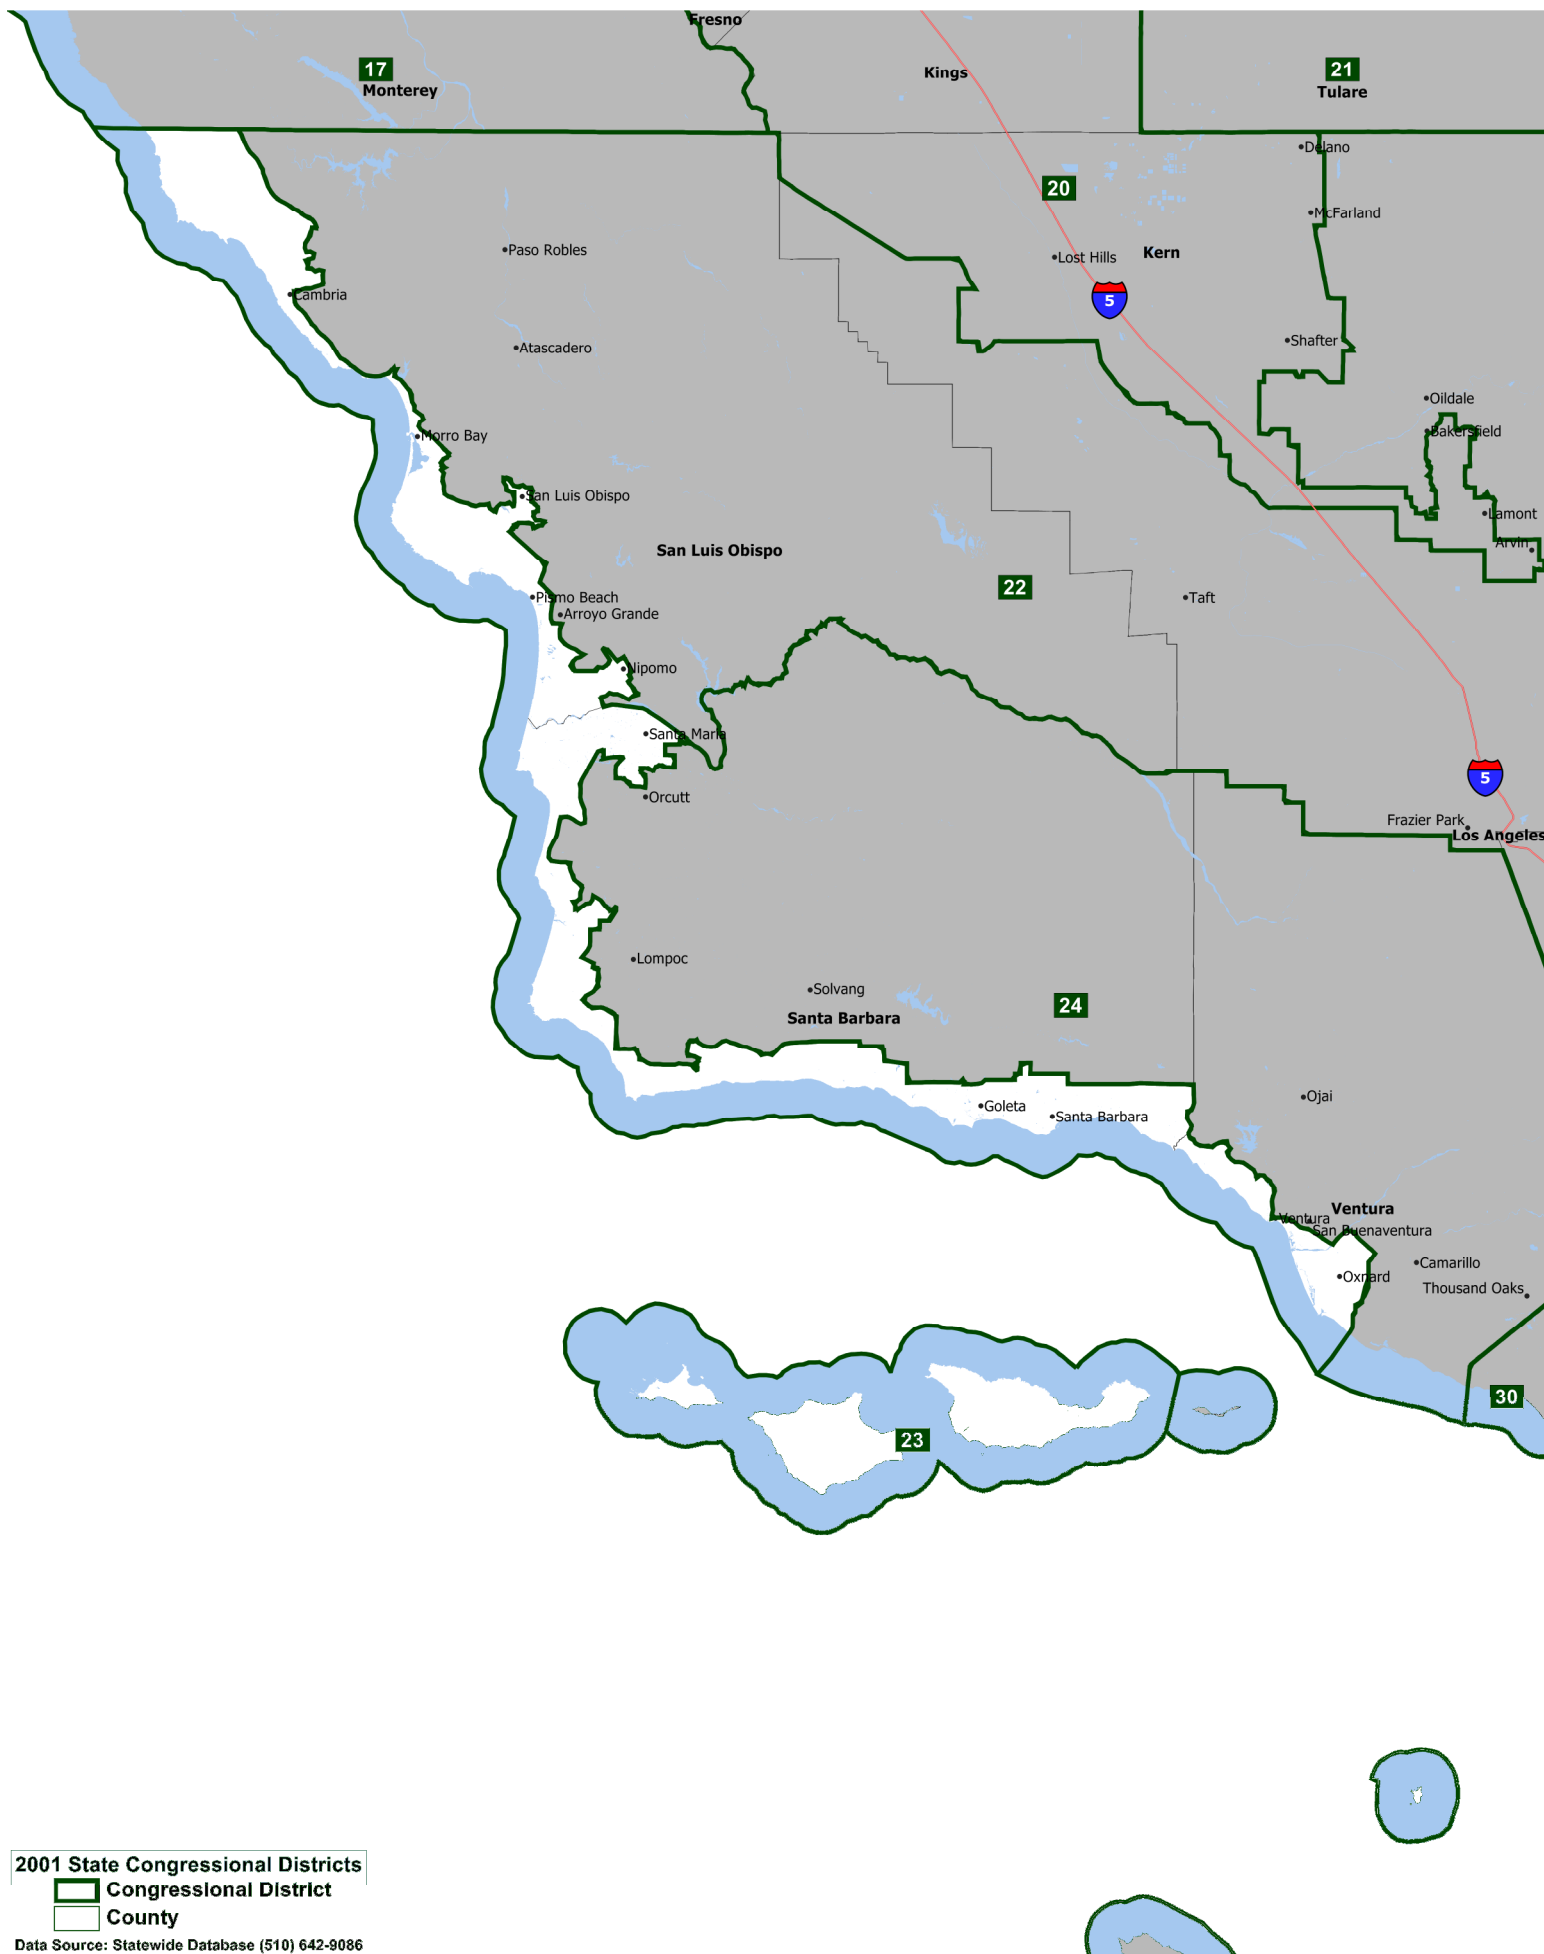 Fresno
17
Monterey
Kings
21
Tulare
Delano
20
McFarland
Paso Robles
Kern
Lost Hills
Cambria
5
Shafter
Atascadero
Oildale
Bakersfield
Morro Bay
San Luis Obispo
Lamont
Arvin
San Luis Obispo
22
Pismo Beach
Taft
Arroyo Grande
Nipomo
Santa Maria
5
Orcutt
Frazier Park
Los Angeles
Lompoc
Solvang
24
Santa Barbara
Ojai
Goleta
Santa Barbara
Ventura
Ventura
San Buenaventura
Camarillo
Oxnard
Thousand Oaks
30
23
2001 State Congressional Districts
Congressional District
County
Data Source: Statewide Database (510) 642-9086